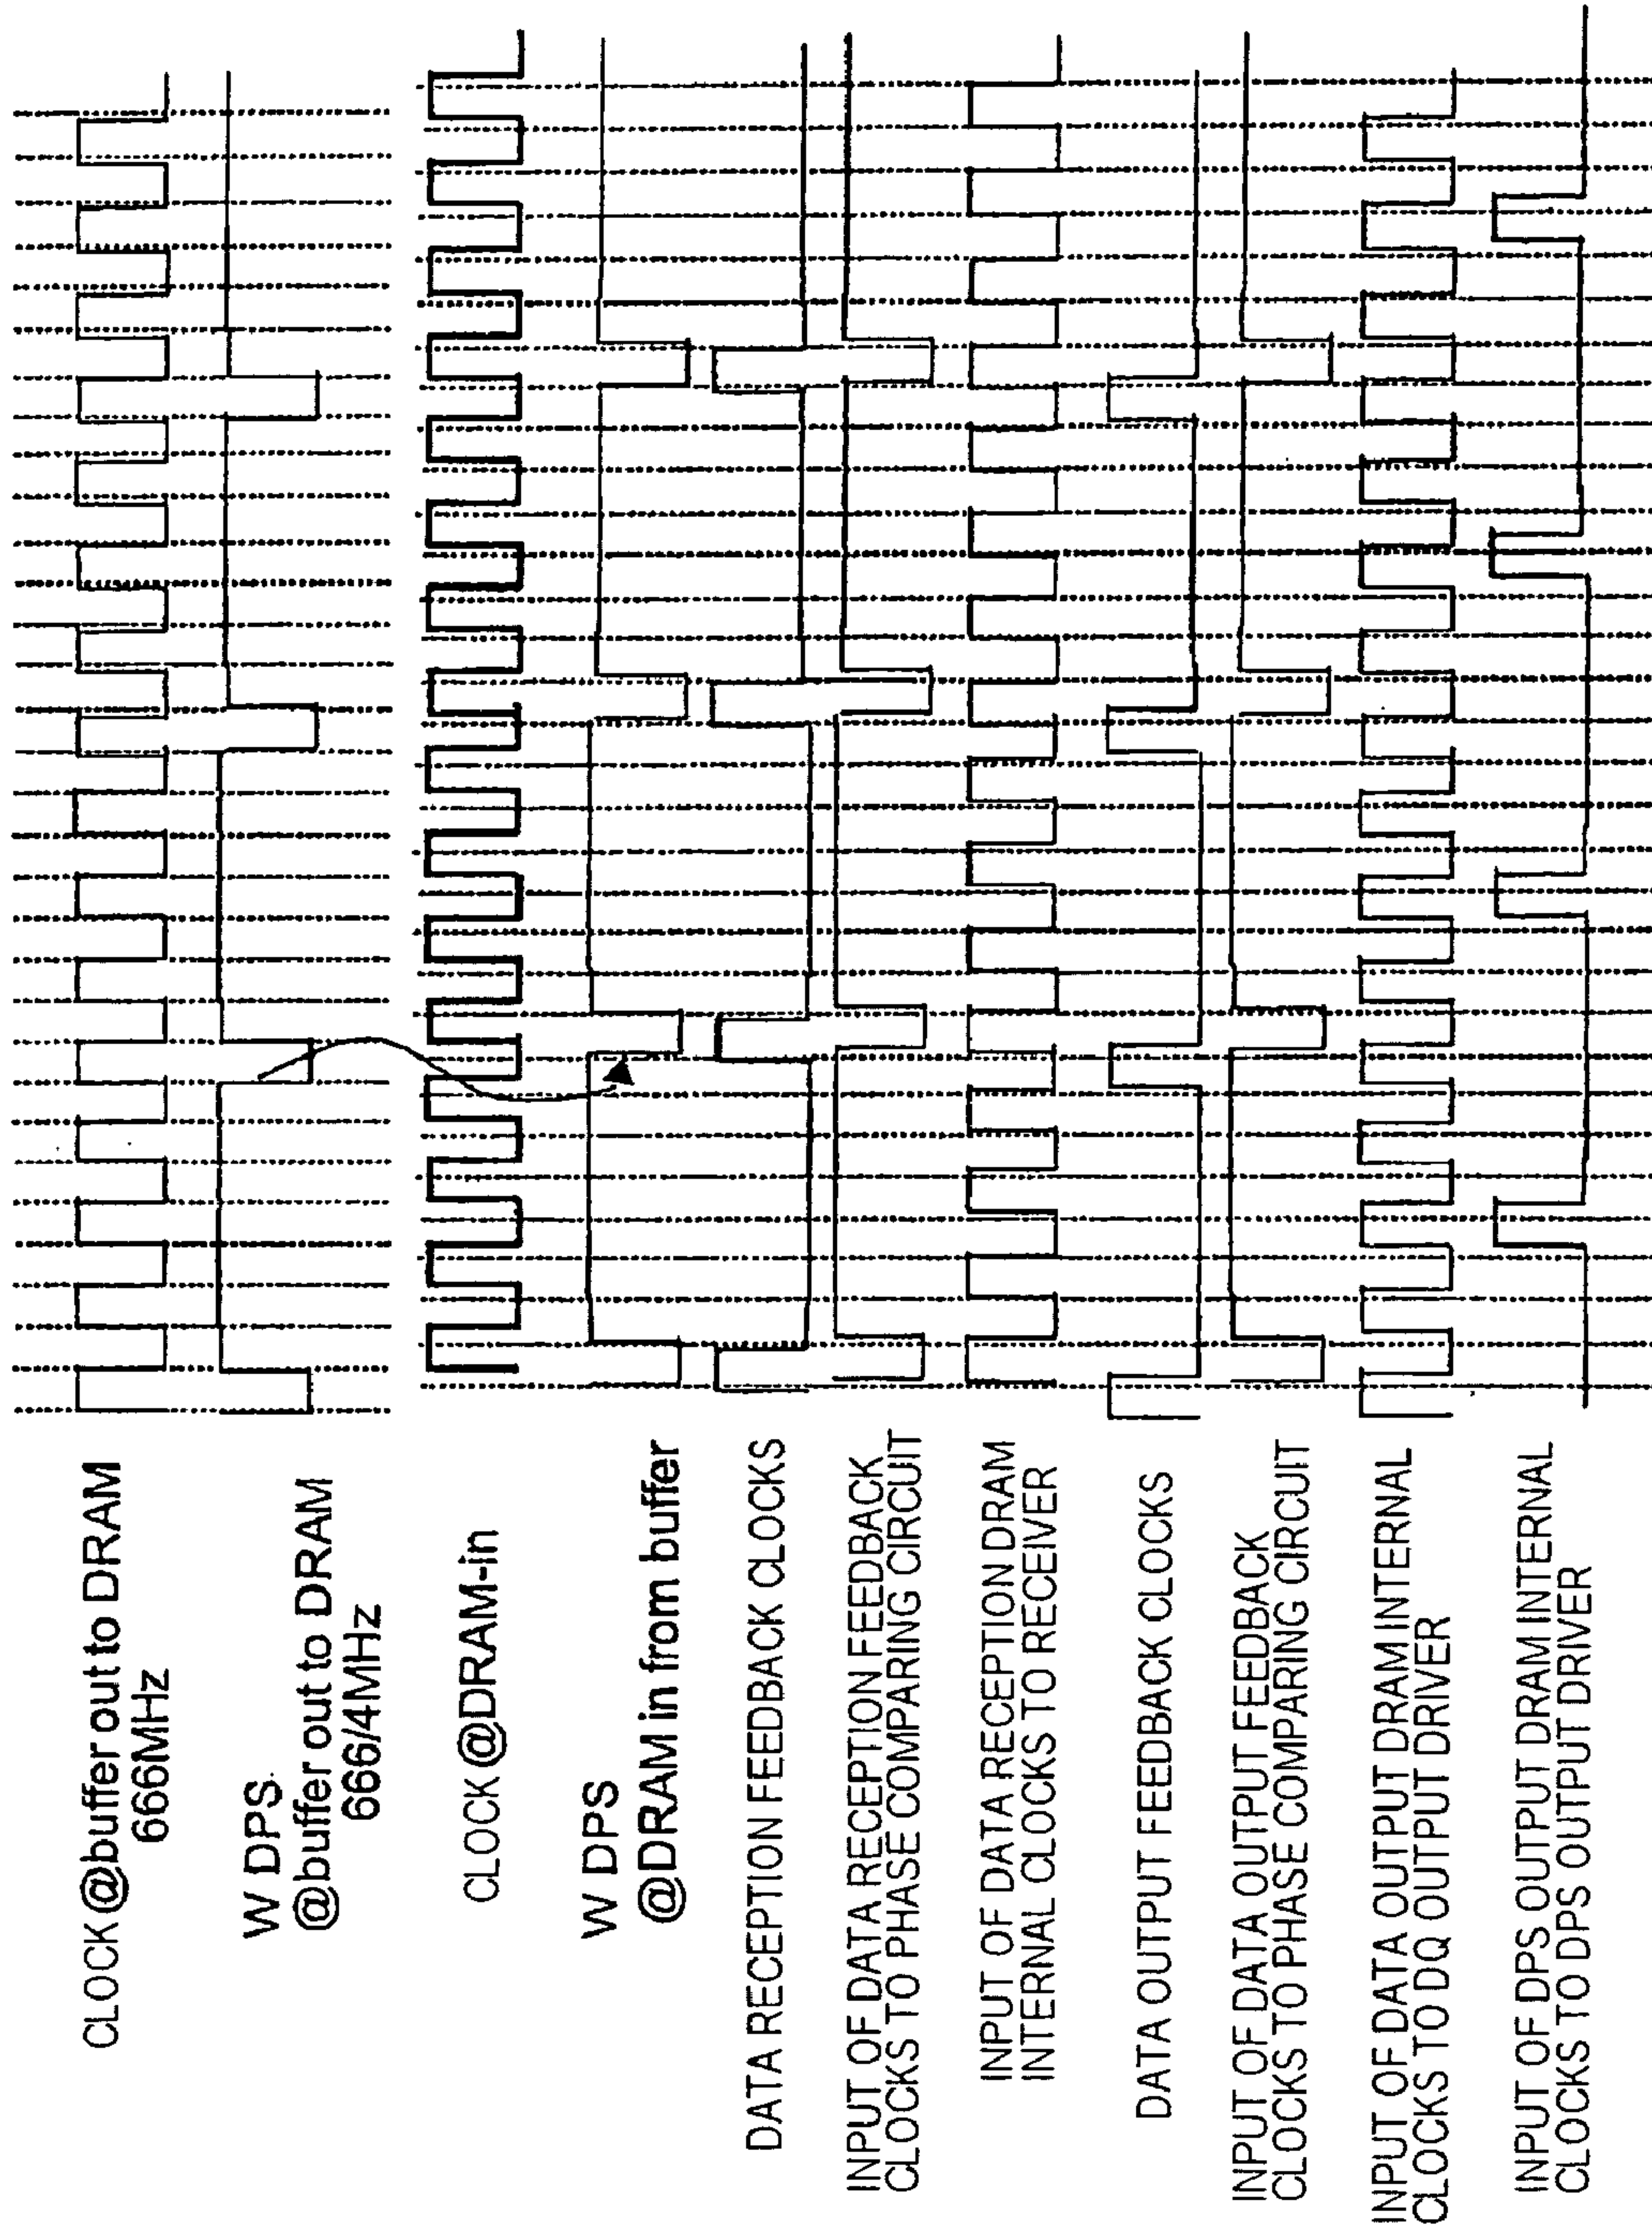 CLOCK @buffer out to DRAM
666MHz
W DPS
@buffer out to DRAM
666/4MHz
CLOCK @DRAM-in
W DPS
@DRAM in from buffer
DATA RECEPTION FEEDBACK CLOCKS
INPUT OF DATA RECEPTION FEEDBACK
CLOCKS TO PHASE COMPARING CIRCUIT
INPUT OF DATA RECEPTION DRAM
INTERNAL CLOCKS TO RECEIVER
DATA OUTPUT FEEDBACK CLOCKS
INPUT OF DATA OUTPUT FEEDBACK
CLOCKS TO PHASE COMPARING CIRCUIT
INPUT OF DATA OUTPUT DRAM INTERNAL
CLOCKS TO DQ OUTPUT DRIVER
INPUT OF DPS OUTPUT DRAM INTERNAL
CLOCKS TO DPS OUTPUT DRIVER